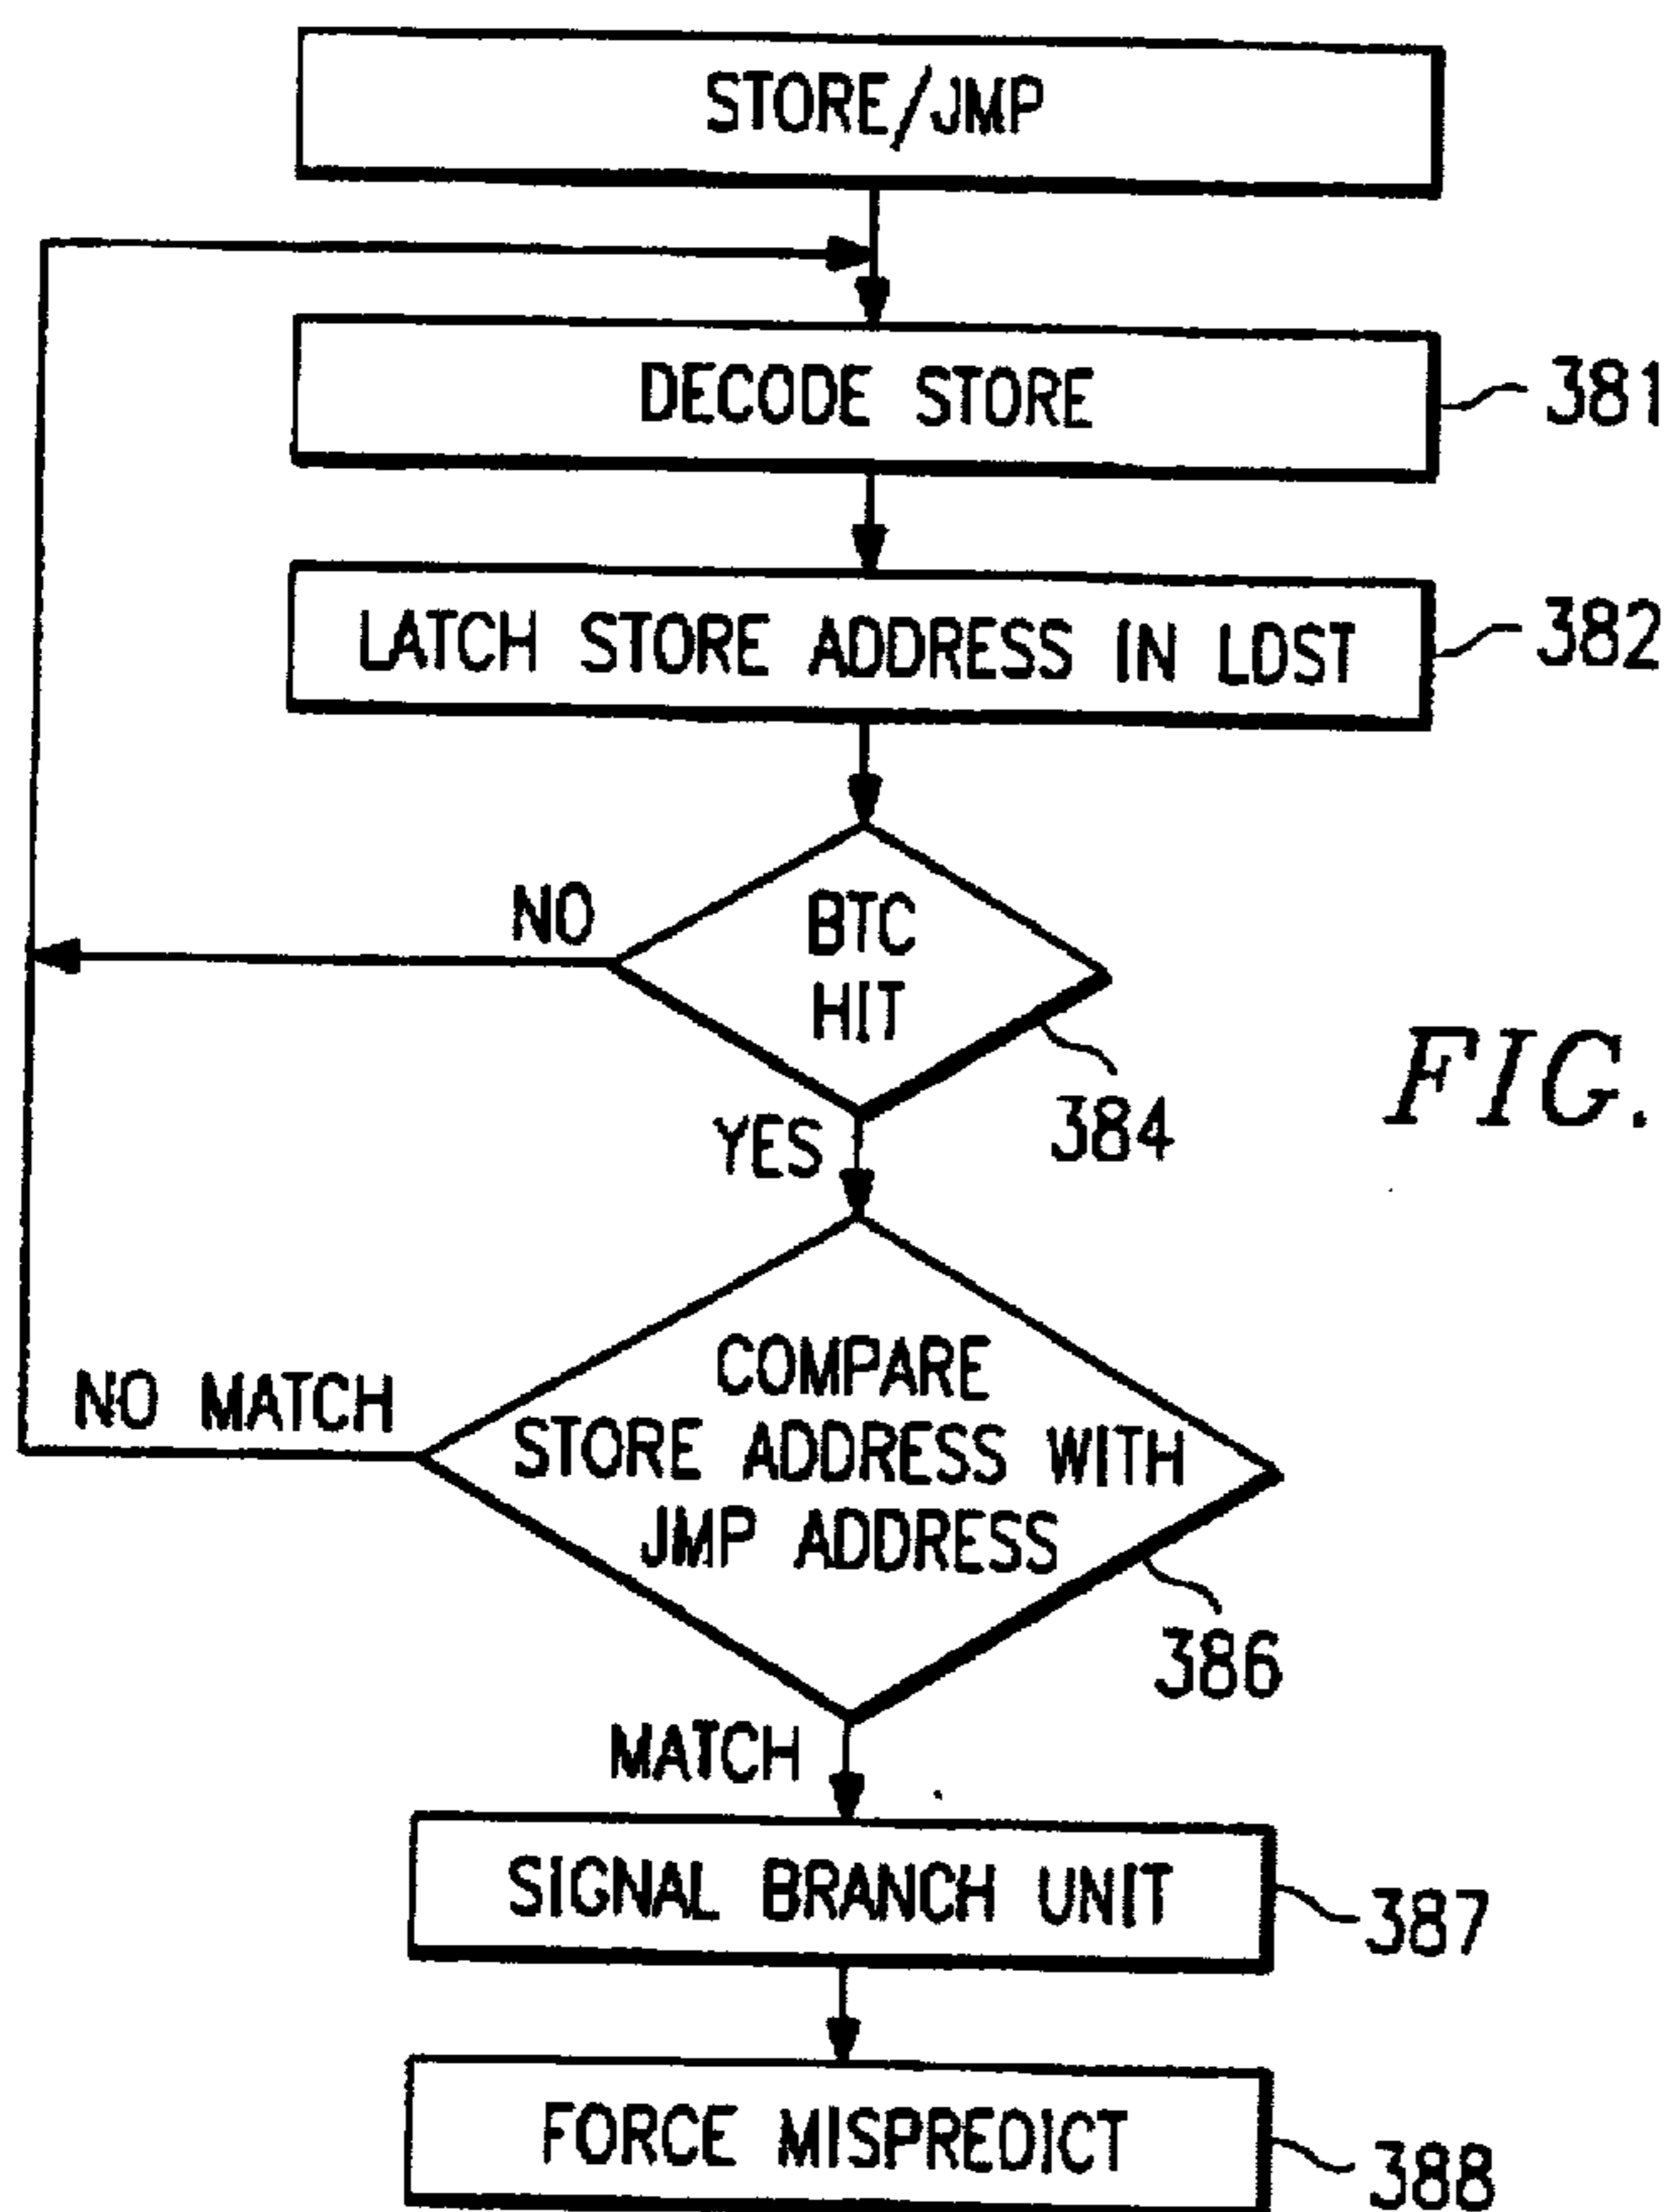 STORE/JMP
DECODE STORE
381
LATCH STORE ADDRESS IN LDST
382
NO
BTC
HIT
384
FIG.
YES
COMPARE
STORE ADDRESS WITH
JMP ADDRESS
NO MATCH
386
MATCH
SIGNAL BRANCH UNIT
387
FORCE MISPREDICT
388